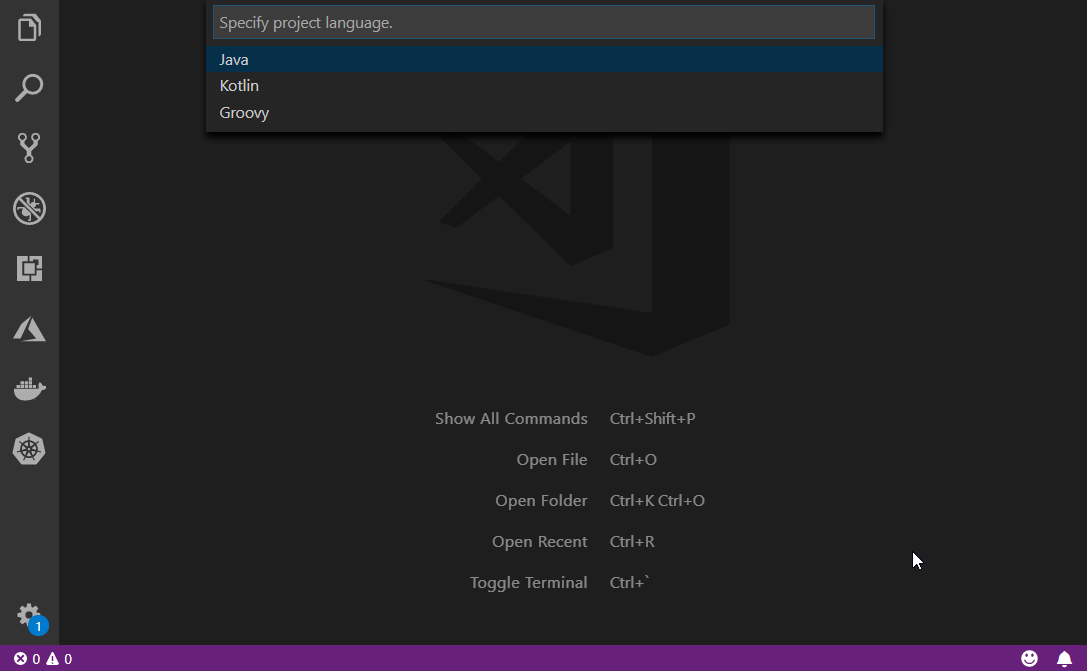 Specify project language.
Java
Kotlin
Groovy
Show All Commands Ctrl+Shift+P
Open File Ctrl+O
Open Folder Ctrl+K Ctrl+O
Open Recent Ctrl+R
Toggle Terminal Ctrl+`
1
0 0